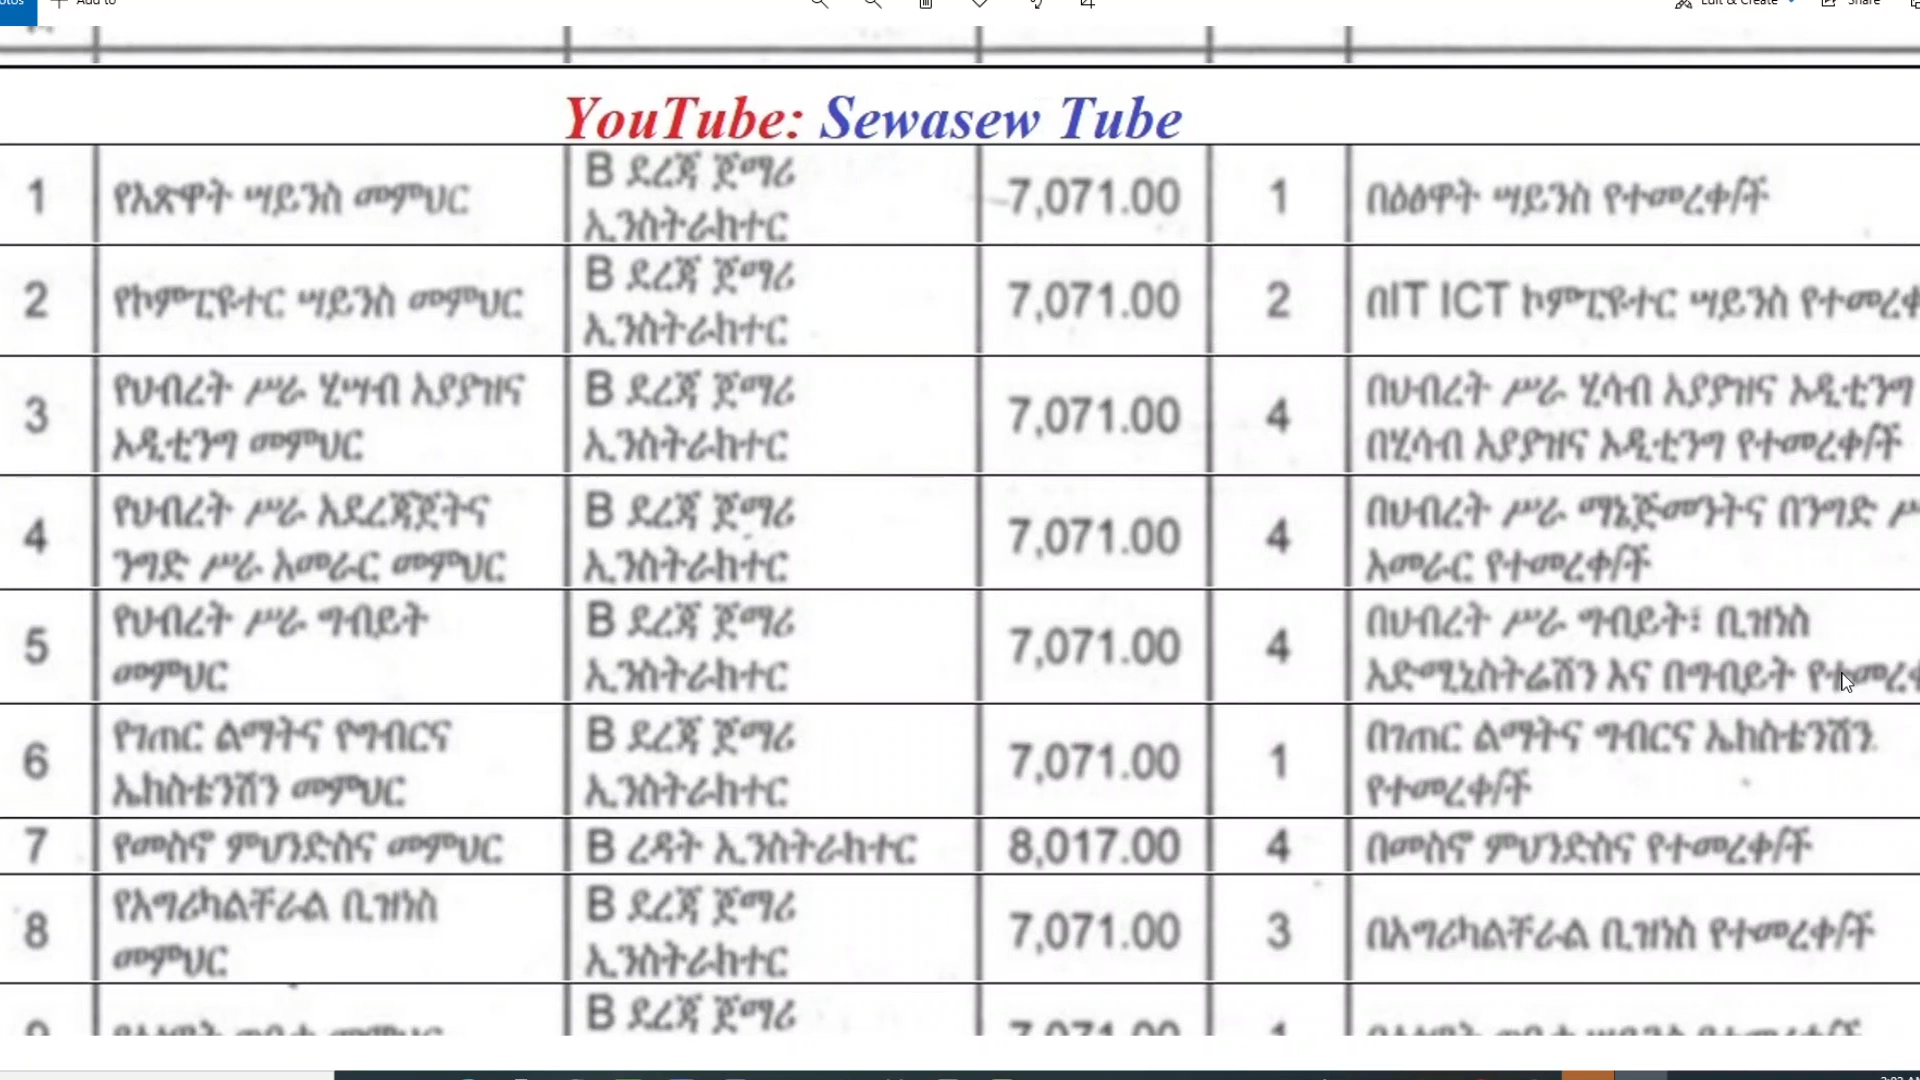 Add to
Edit & Create
Share
YouTube: Sewasew Tube
1
የእጽዋት ሣይንስ መምህር
B ደረጃ ጀማሪ
ኢንስትራክተር
7,071.00
1
በዕፅዋት ሣይንስ የተመረቀ/ች
2
የኮምፒዩተር ሣይንስ መምህር
B ደረጃ ጀማሪ
ኢንስትራክተር
7,071.00
2
በIT ICT ኮምፒዩተር ሣይንስ
3
የህብረት ሥራ ሂሣብ አያያዝና
ኦዲቲንግ መምህር
B ደረጃ ጀማሪ
ኢንስትራክተር
7,071.00
4
በህብረት ሥራ ሂሳብ አያያዝና ኦዲቲንግ
በሂሳብ አያያዝና ኦዲቲንግ የተመረቀ/ች
4
የህብረት ሥራ አደረጃጀትና
ንግድ ሥራ አመራር መምህር
B ደረጃ ጀማሪ
ኢንስትራክተር
7,071.00
4
በህብረት ሥራ ማኔጅመንትና በንግድ
አመራር የተመረቀ/ች
5
የህብረት ሥራ ግብይት
መምህር
B ደረጃ ጀማሪ
ኢንስትራክተር
7,071.00
4
በህብረት ሥራ ግብይት፣ ቢዝነስ
አድሚኒስትሬሽን እና በግብይት
6
የገጠር ልማትና የግብርና
ኤክስቴንሽን መምህር
B ደረጃ ጀማሪ
ኢንስትራክተር
7,071.00
1
በገጠር ልማትና ግብርና ኤክስቴንሽን
የተመረቀ/ች
7
የመስኖ ምህንድስና መምህር
B ረዳት ኢንስትራክተር
8,017.00
4
በመስኖ ምህንድስና የተመረቀ/ች
8
የአግሪካልቸራል ቢዝነስ
መምህር
B ደረጃ ጀማሪ
ኢንስትራክተር
7,071.00
3
በአግሪካልቸራል ቢዝነስ የተመረቀ/ች
B ደረጃ ጀማሪ